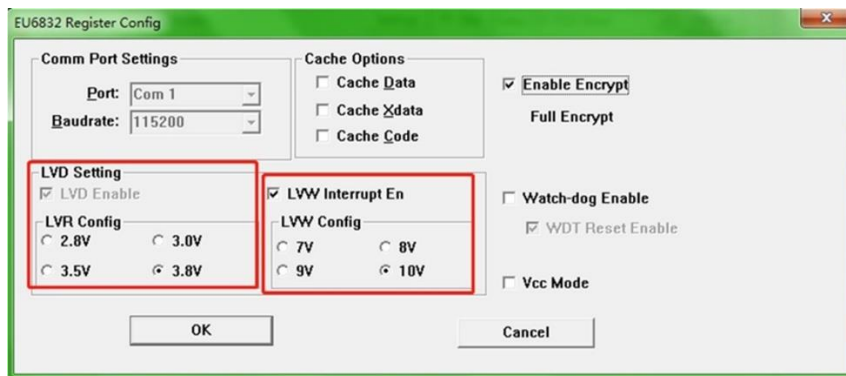 EU6832 Register Config
x
Comm Port Settings
Port: Com 1
Baudrate: 115200
Cache Options
Cache Data
Cache Xdata
Cache Code
Enable Encrypt
Full Encrypt
LVD Setting
LVD Enable
LVR Config
2.8V 3.0V
3.5V 3.8V
LVW Interrupt En
LVW Config
7V 8V
9V 10V
Watch-dog Enable
WDT Reset Enable
Vcc Mode
OK
Cancel